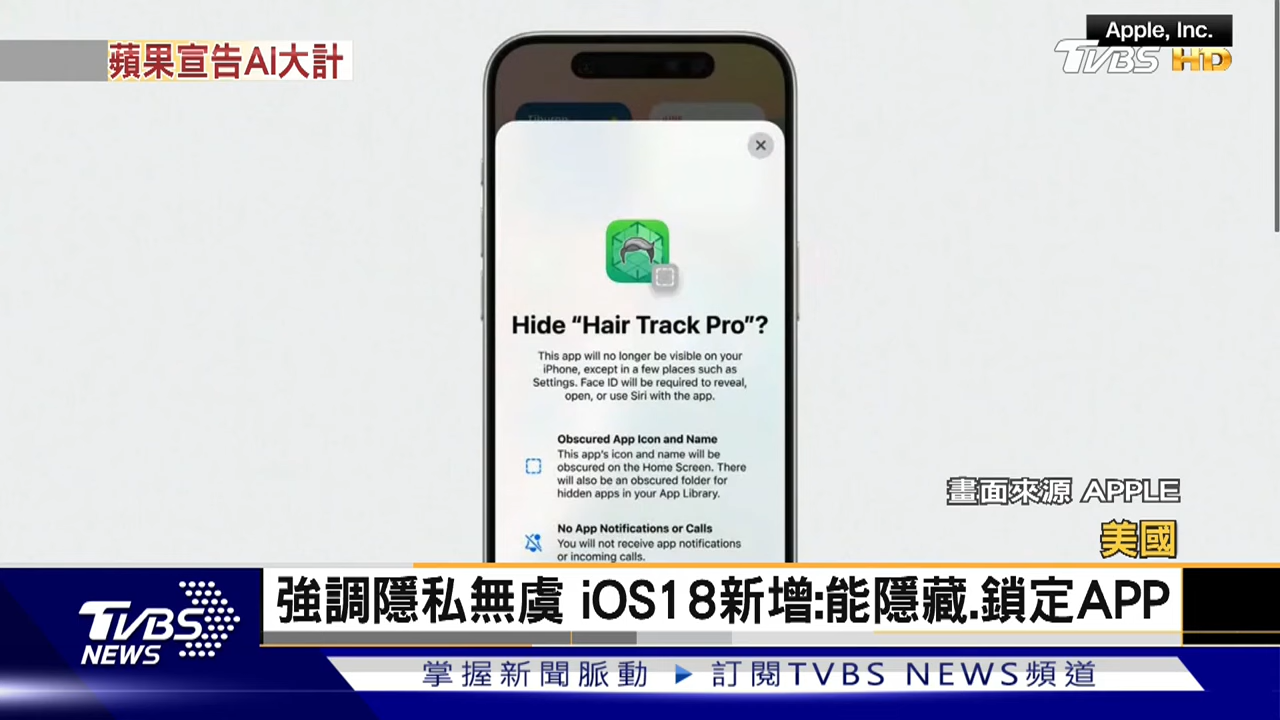 蘋果宣告AI大計
Apple, Inc.
TVBS HD
Hide “Hair Track Pro”?
This app will no longer be visible on your
iPhone, except in a few places such as
Settings. Face ID will be required to reveal,
open, or use Siri with the app.
Obscured App Icon and Name
This app's icon and name will be
obscured on the Home Screen. There
will also be an obscured folder for
hidden apps in your App Library.
No App Notifications or Calls
You will not receive app notifications
or incoming calls.
畫面來源 APPLE
美國
TVBS
NEWS
強調隱私無虞 iOS18新增:能隱藏.鎖定APP
掌握新聞脈動 ▶ 訂閱TVBS NEWS頻道